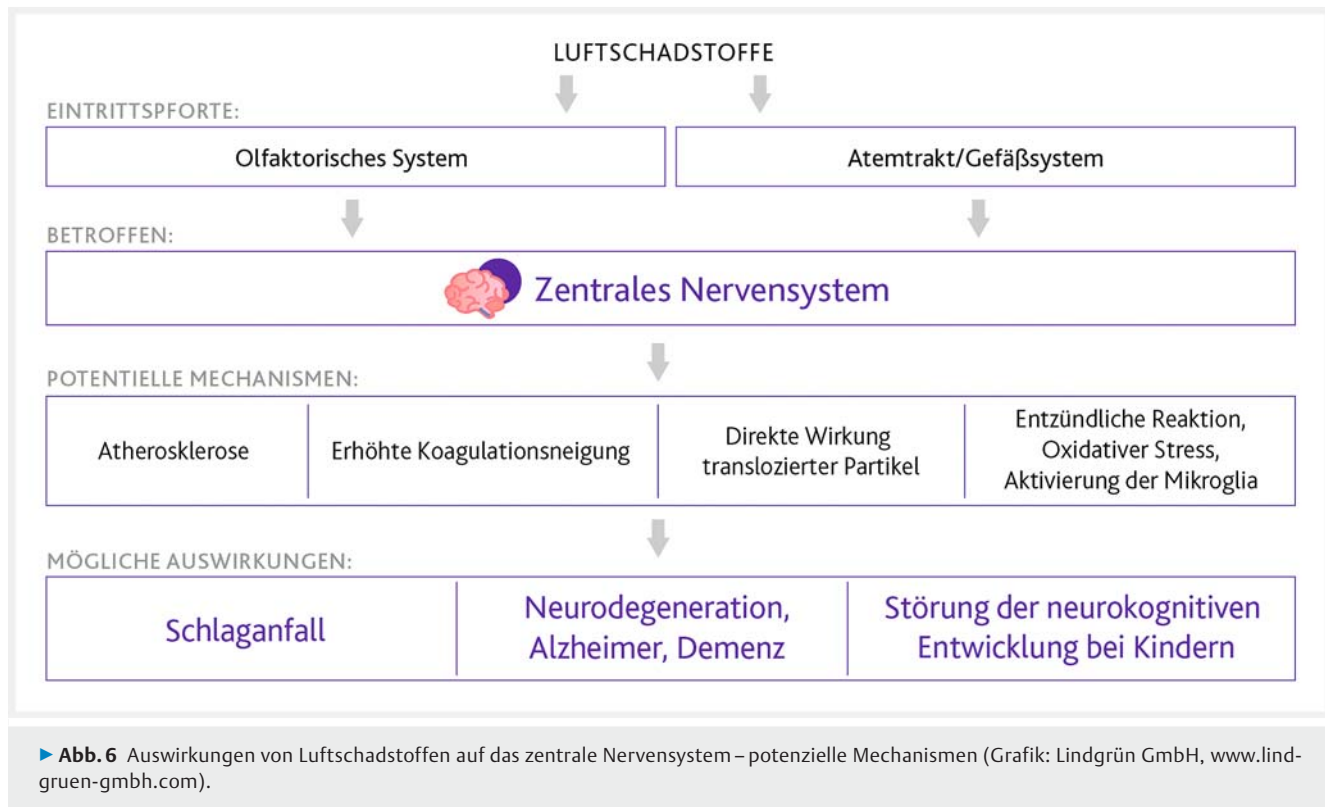 LUFTSCHADSTOFFE
EINTRITTSPFORTE:
Olfaktorisches System
Atemtrakt/Gefäßsystem
BETROFFEN:
Zentrales Nervensystem
POTENTIELLE MECHANISMEN:
Atherosklerose
Erhöhte Koagulationsneigung
Direkte Wirkung
translozierter Partikel
Entzündliche Reaktion,
Oxidativer Stress,
Aktivierung der Mikroglia
MÖGLICHE AUSWIRKUNGEN:
Schlaganfall
Neurodegeneration,
Alzheimer, Demenz
Störung der neurokognitiven
Entwicklung bei Kindern
▶ Abb. 6 Auswirkungen von Luftschadstoffen auf das zentrale Nervensystem – potenzielle Mechanismen (Grafik: Lindgrün GmbH, www.lind-
gruen-gmbh.com).